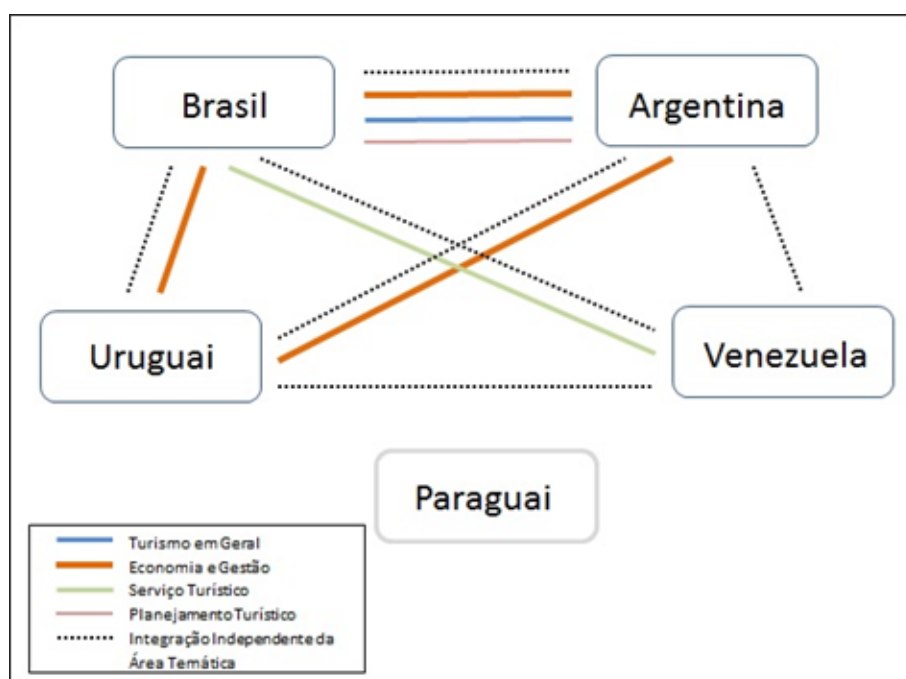 Brasil
Argentina
Uruguai
Venezuela
Paraguai
Turismo em Geral
Economia e Gestão
Serviço Turístico
Planejamento Turístico
Integração Independente da
Área Temática